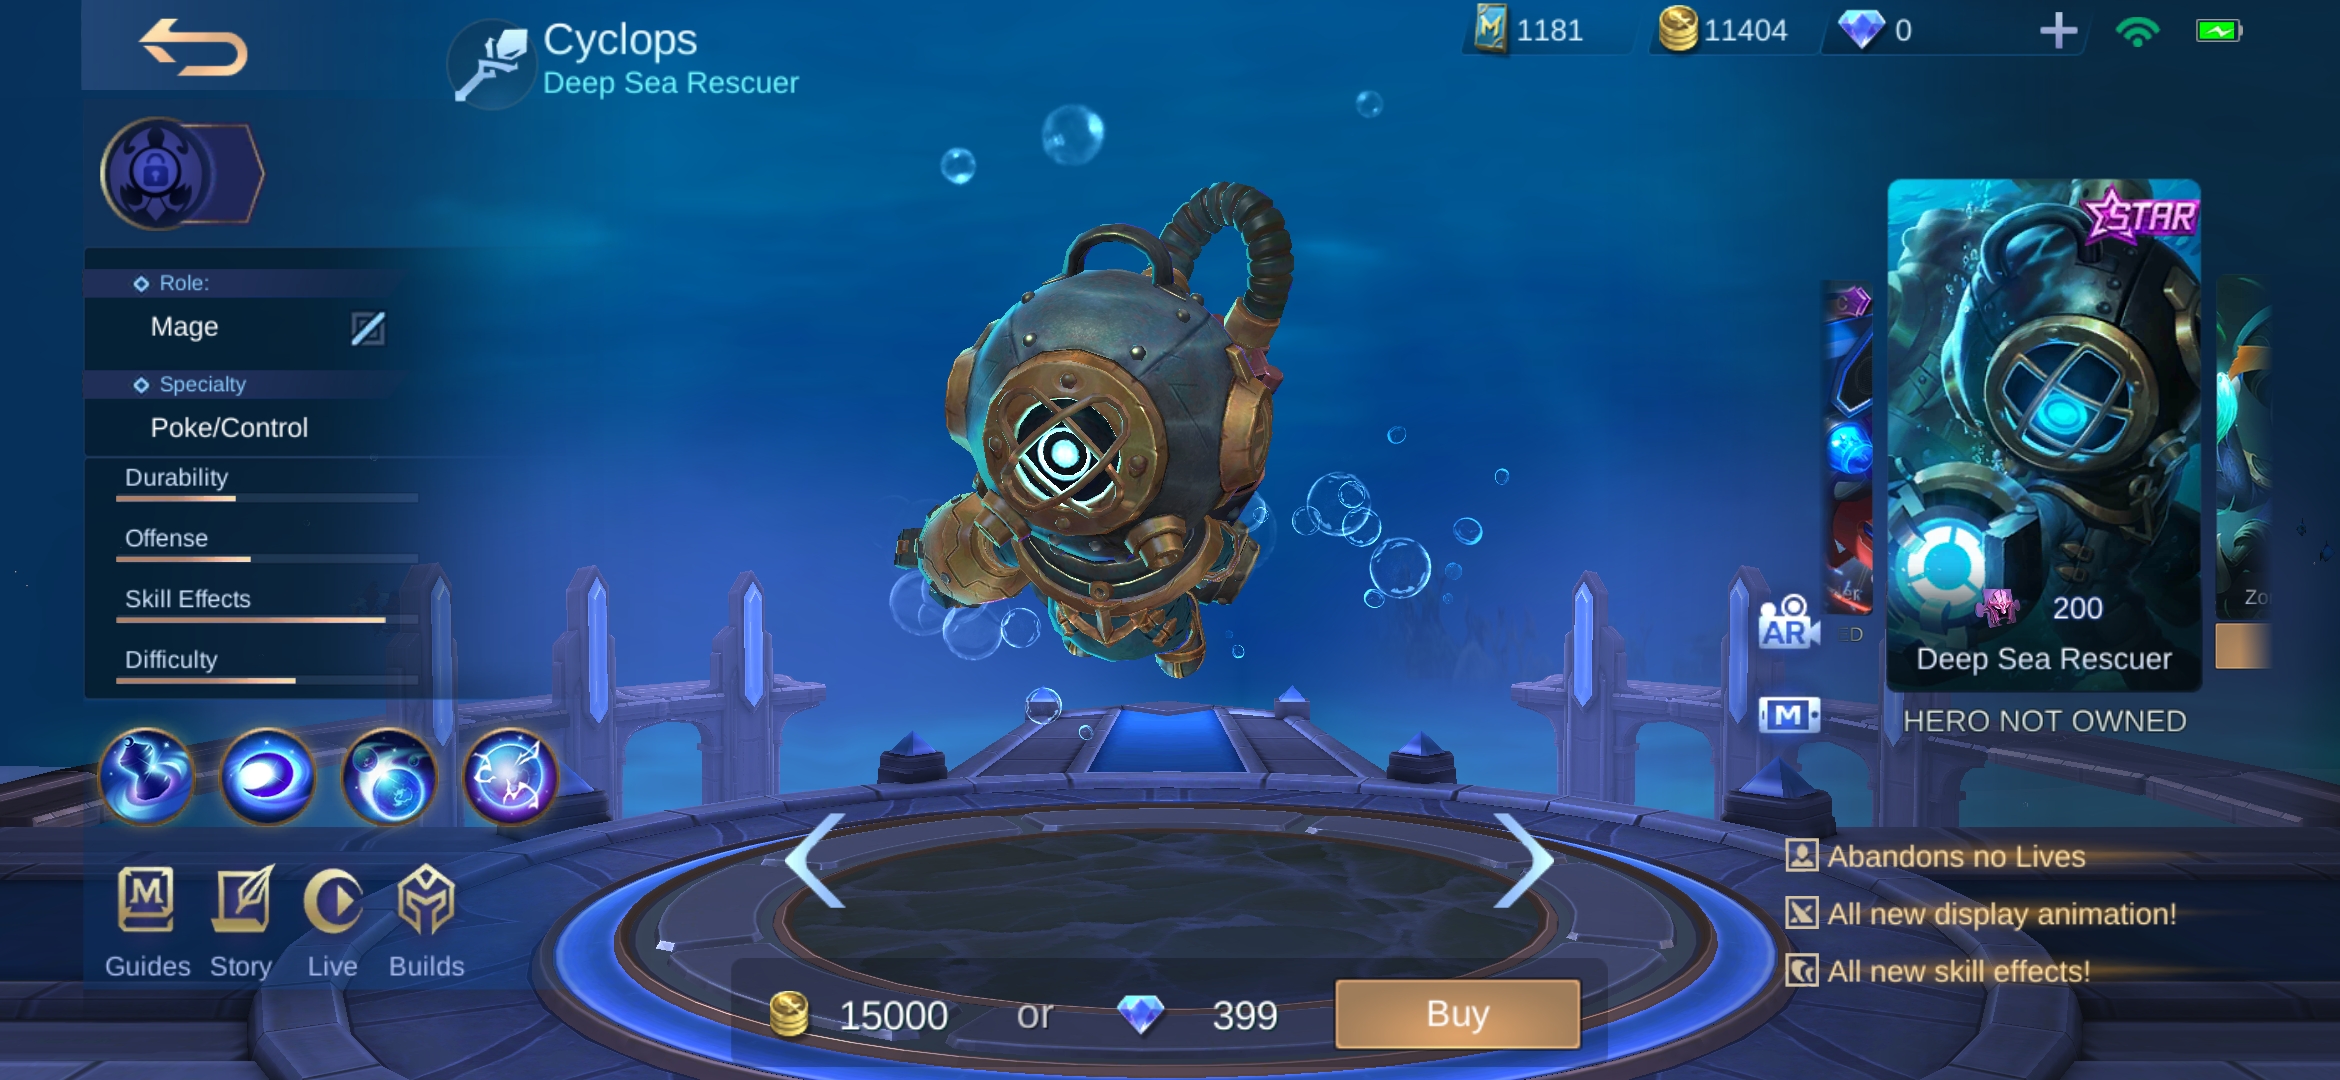 Cyclops
Deep Sea Rescuer
1181
11404
0
Role:
Mage
Specialty
Poke/Control
Durability
Offense
Skill Effects
Difficulty
M
Guides
Story
Live
Builds
STAR
200
Deep Sea Rescuer
HERO NOT OWNED
AR
M
Abandons no Lives
All new display animation!
All new skill effects!
15000 or 399
Buy